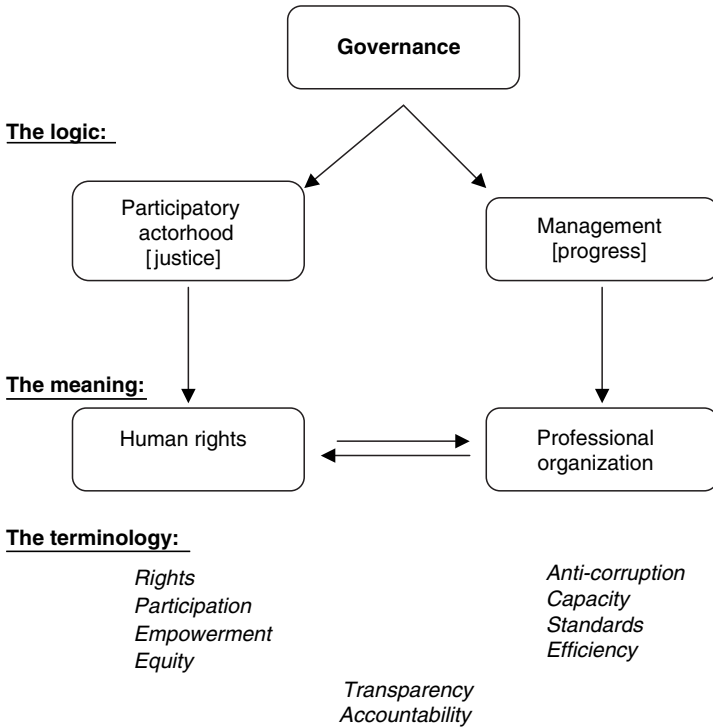 Governance
The logic:
Participatory
actorhood
[justice]
Management
[progress]
The meaning:
Human rights
Professional
organization
The terminology:
Rights
Participation
Empowerment
Equity
Anti-corruption
Capacity
Standards
Efficiency
Transparency
Accountability